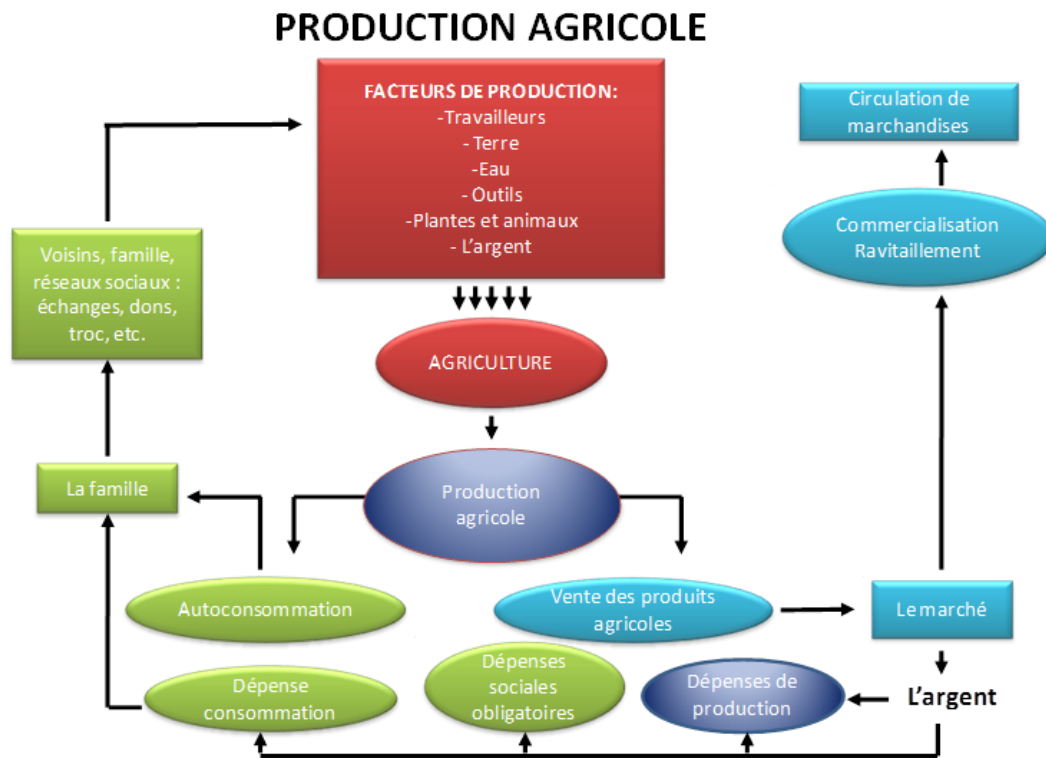 PRODUCTION AGRICOLE
FACTEURS DE PRODUCTION:
-Travailleurs
- Terre
-Eau
- Outils
-Plantes et animaux
- L'argent
Circulation de
marchandises
Commercialisation
Ravitaillement
Voisins, famille,
réseaux sociaux :
échanges, dons,
troc, etc.
AGRICULTURE
La famille
Production
agricole
Autoconsommation
Vente des produits
agricoles
Le marché
Dépense
consommation
Dépenses
sociales
obligatoires
Dépenses de
production
L'argent